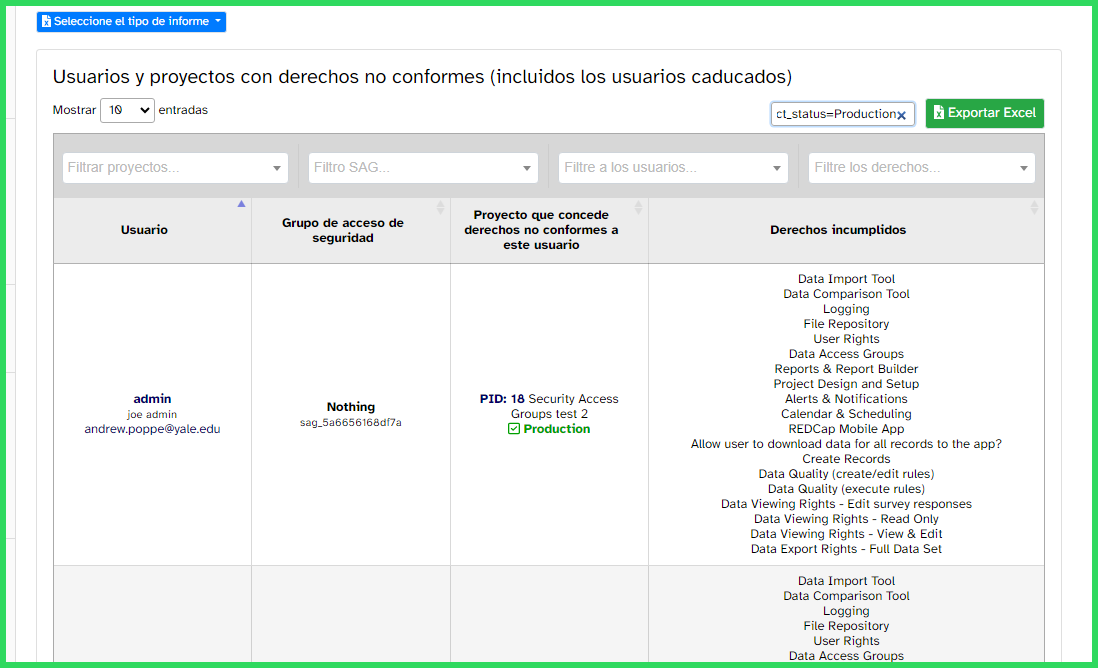 Seleccione el tipo de informe
Usuarios y proyectos con derechos no conformes (incluidos los usuarios caducados)
Mostrar 10 entradas
ct_status=Production
Exportar Excel
Filtrar proyectos...
Filtro SAG...
Filtre a los usuarios...
Filtre los derechos...
Usuario
Grupo de acceso de
seguridad
Proyecto que concede
derechos no conformes a
este usuario
Derechos incumplidos
admin
joe admin
andrew.poppe@yale.edu
Nothing
sag_5a6656168df7a
PID: 18 Security Access
Groups test 2
Production
Data Import Tool
Data Comparison Tool
Logging
File Repository
User Rights
Data Access Groups
Reports & Report Builder
Project Design and Setup
Alerts & Notifications
Calendar & Scheduling
REDCap Mobile App
Allow user to download data for all records to the app?
Create Records
Data Quality (create/edit rules)
Data Quality (execute rules)
Data Viewing Rights - Edit survey responses
Data Viewing Rights - Read Only
Data Viewing Rights - View & Edit
Data Export Rights - Full Data Set
Data Import Tool
Data Comparison Tool
Logging
File Repository
User Rights
Data Access Groups